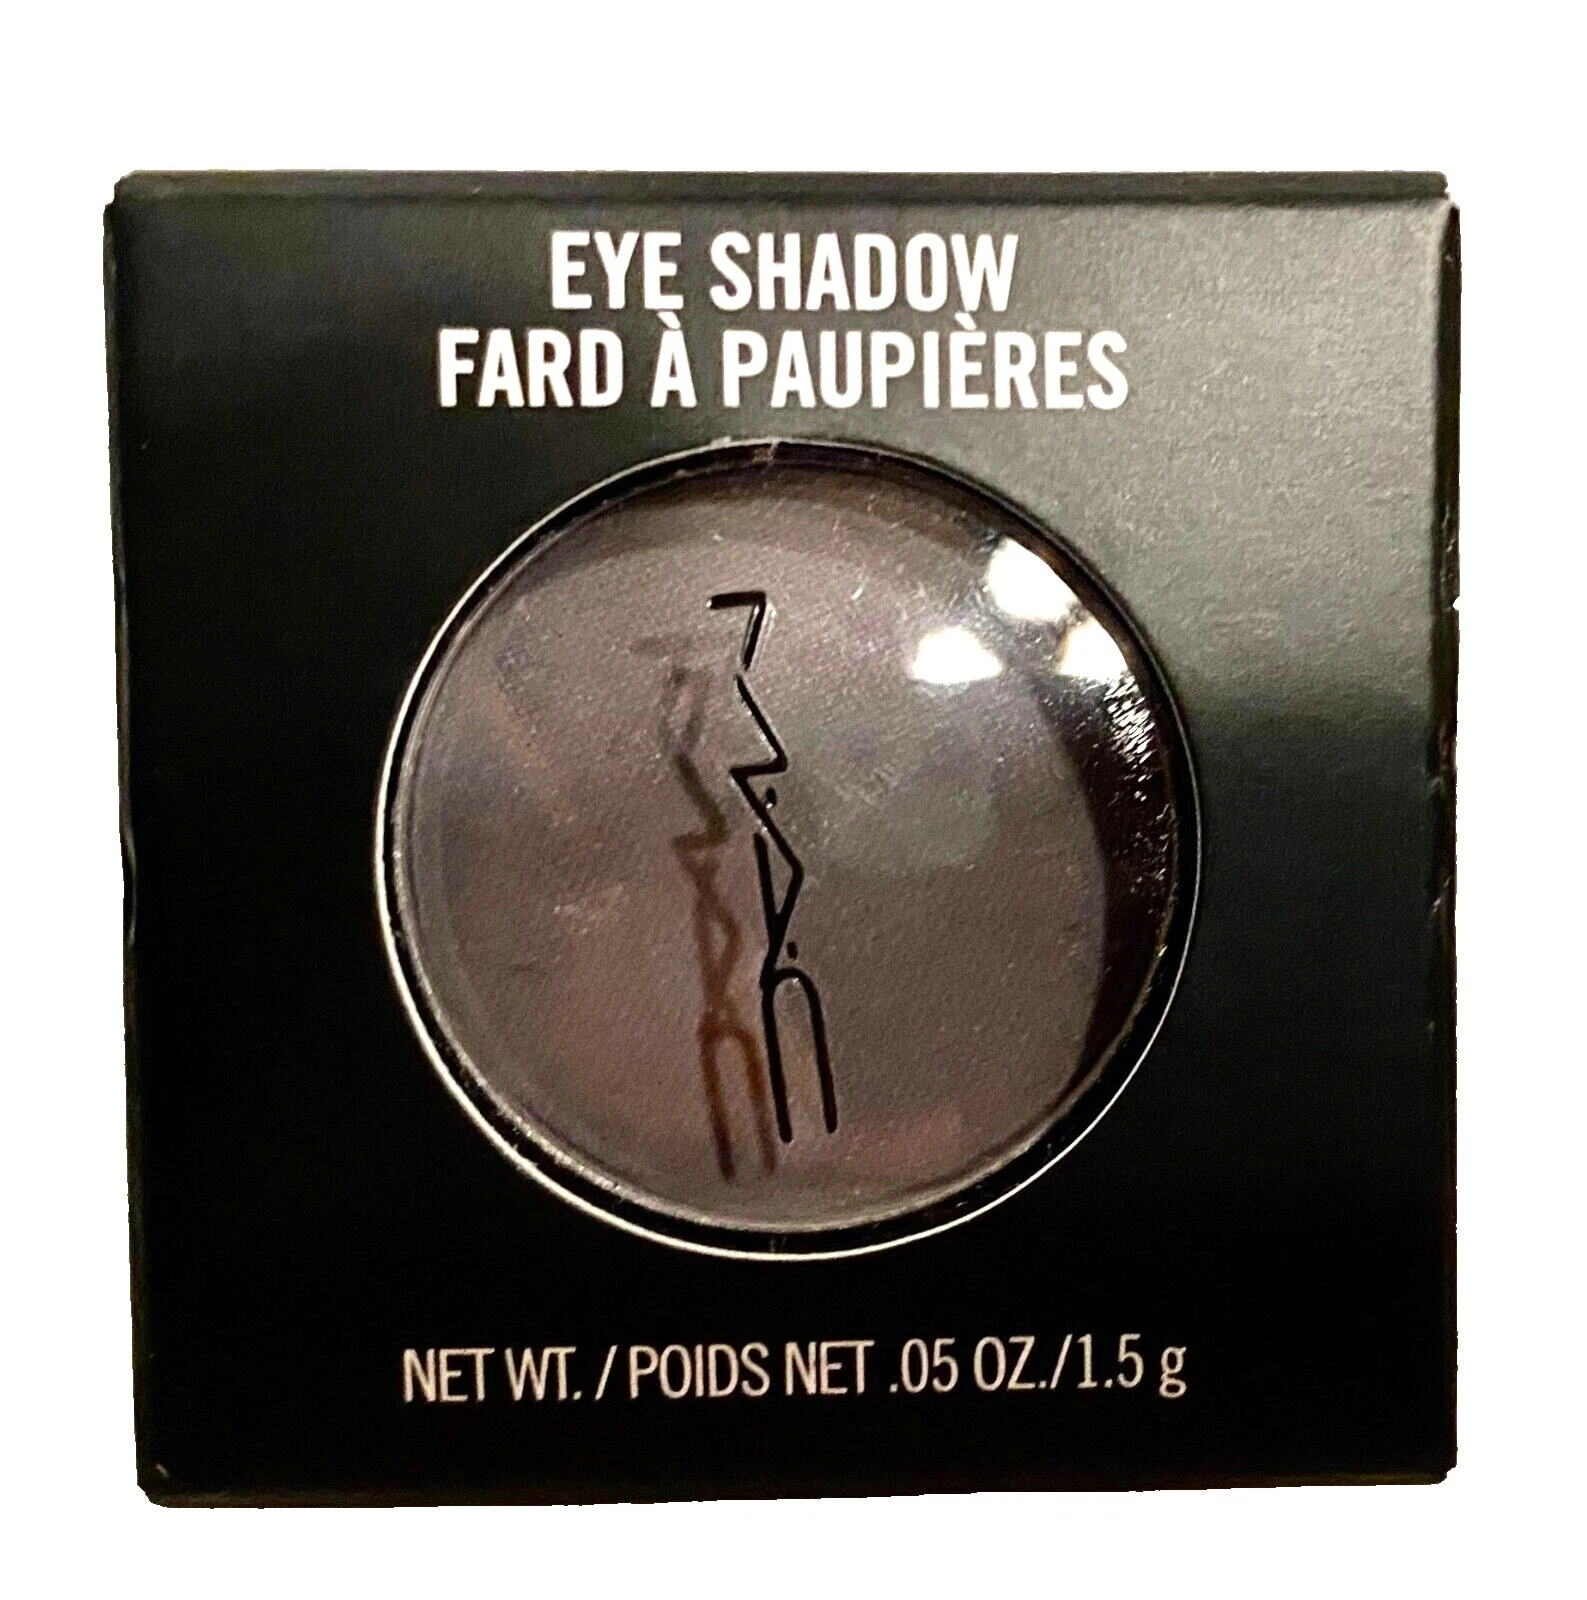 EYE SHADOW
FARD À PAUPIÈRES
M·A·C
NET WT. / POIDS NET .05 OZ./1.5 g